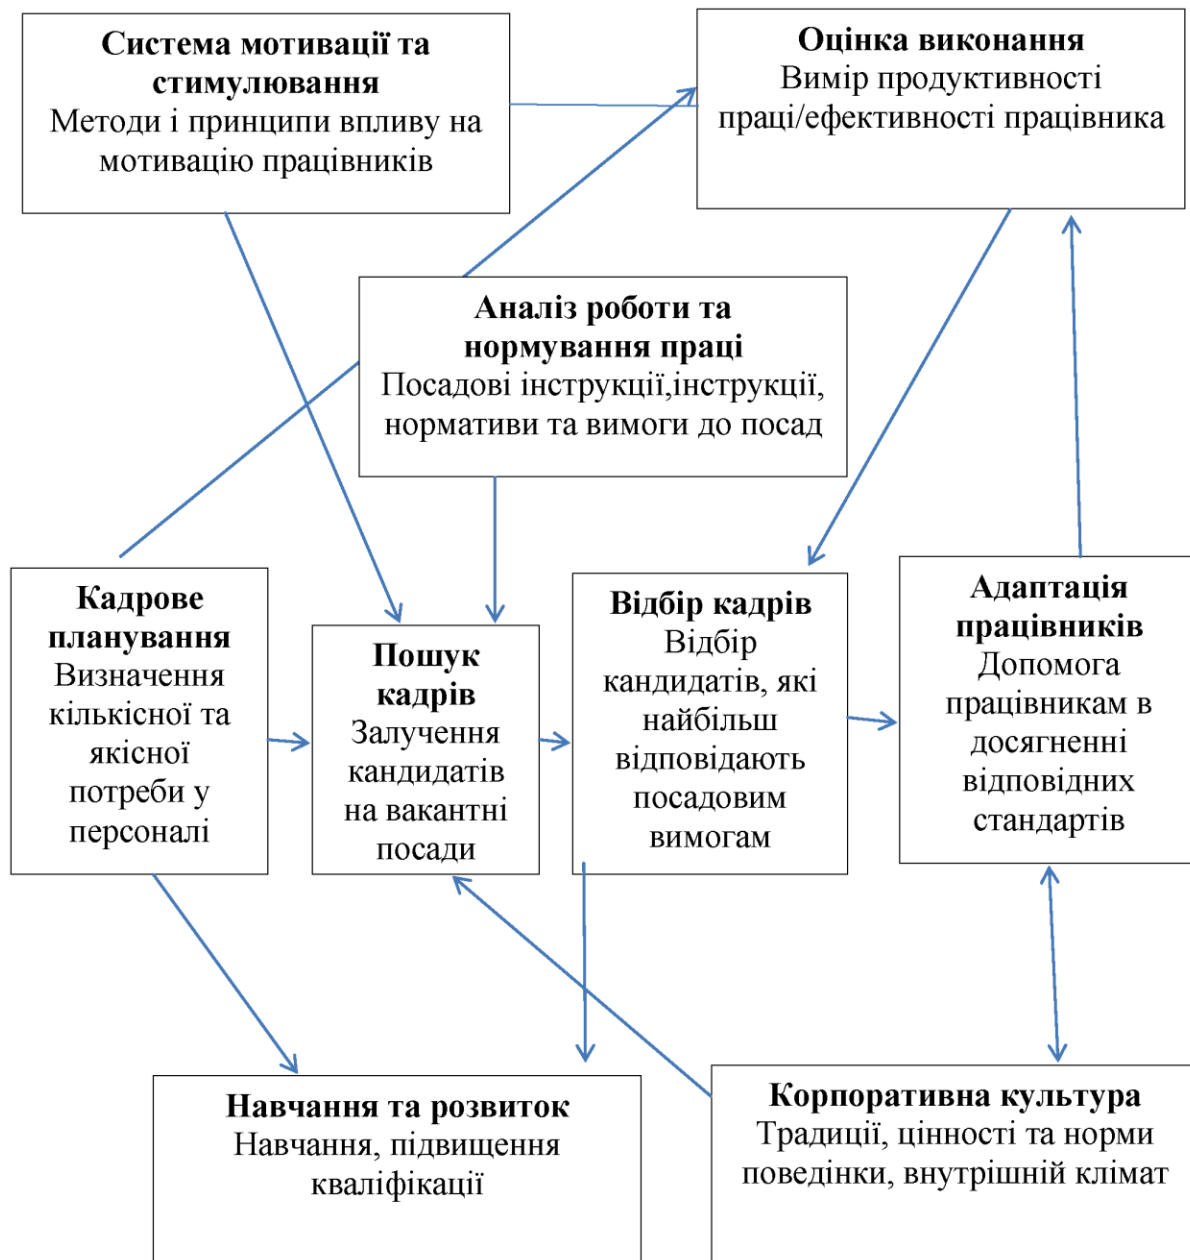 Система мотивації та
стимулювання
Методи і принципи впливу на
мотивацію працівників
Оцінка виконання
Вимір продуктивності
праці/ефективності працівника
Аналіз роботи та
нормування праці
Посадові інструкції,інструкції,
нормативи та вимоги до посад
Кадрове
планування
Визначення
кількісної та
якісної
потреби у
персоналі
Пошук
кадрів
Залучення
кандидатів
на вакантні
посади
Відбір кадрів
Відбір
кандидатів, які
найбільш
відповідають
посадовим
вимогам
Адаптація
працівників
Допомога
працівникам в
досягненні
відповідних
стандартів
Навчання та розвиток
Навчання, підвищення
кваліфікації
Корпоративна культура
Традиції, цінності та норми
поведінки, внутрішній клімат